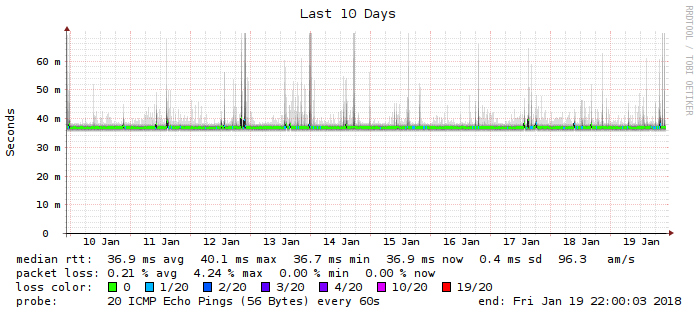 Last 10 Days
RRDTOOL / TOBI OETIKER
Seconds
60 m
50 m
40 m
30 m
20 m
10 m
0
10 Jan 11 Jan 12 Jan 13 Jan 14 Jan 15 Jan 16 Jan 17 Jan 18 Jan 19 Jan
median rtt: 36.9 ms avg 40.1 ms max 36.7 ms min 36.9 ms now 0.4 ms sd 96.3 am/s
packet loss: 0.21 % avg 4.24 % max 0.00 % min 0.00 % now
loss color: 0 1/20 2/20 3/20 4/20 10/20 19/20
probe: 20 ICMP Echo Pings (56 Bytes) every 60s end: Fri Jan 19 22:00:03 2018